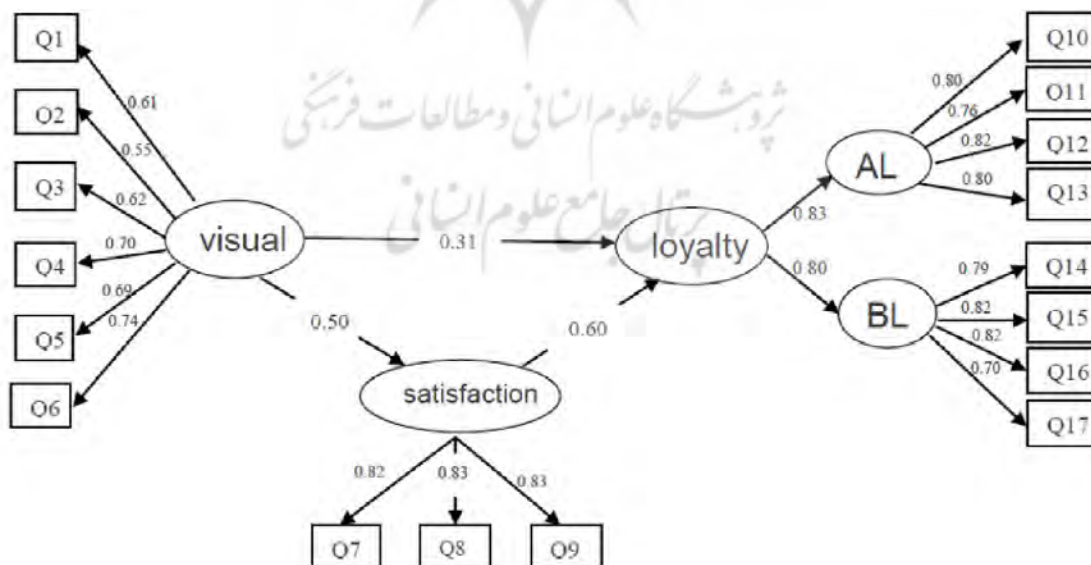 Q1
0.61
Q2
0.55
Q3
0.62
Q4
0.70
Q5
0.69
Q6
0.74
visual
0.31
0.50
satisfaction
0.60
0.82
0.83
0.83
Q7
Q8
Q9
loyalty
0.83
0.80
AL
0.80
0.76
0.82
0.80
Q10
O11
Q12
Q13
BL
0.79
0.82
0.82
0.70
Q14
Q15
Q16
Q17
پژوهشگاه علوم انسانی و مطالعات فرهنگی
پرتال جامع علوم انسانی